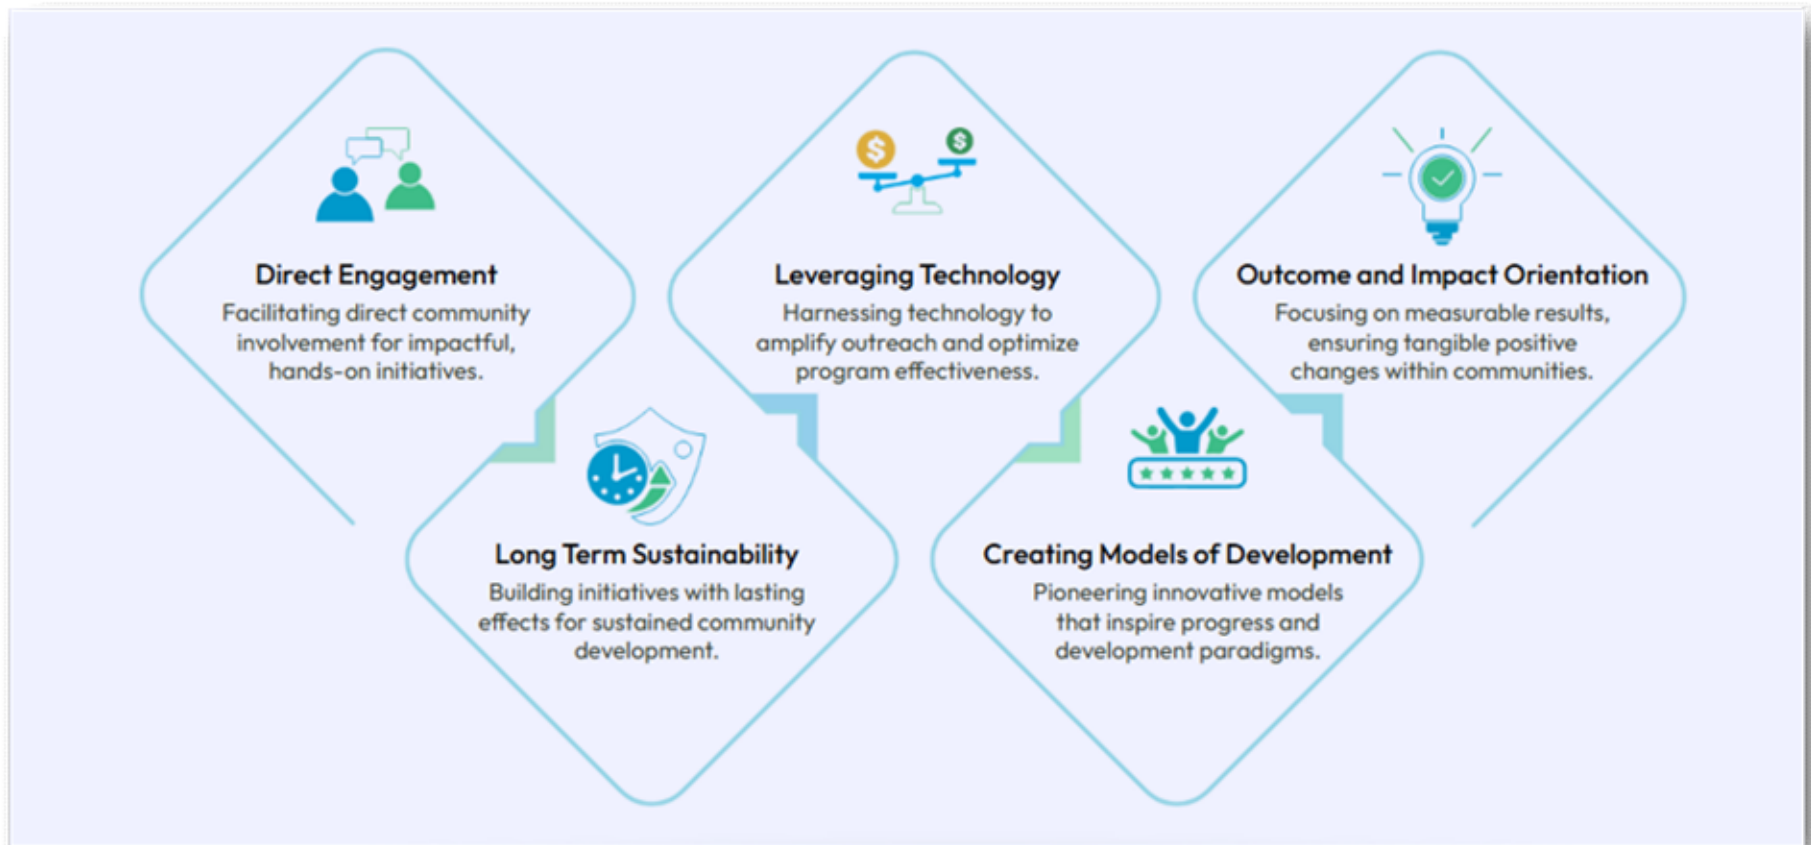 Direct Engagement
Facilitating direct community
involvement for impactful,
hands-on initiatives.
Leveraging Technology
Harnessing technology to
amplify outreach and optimize
program effectiveness.
Outcome and Impact Orientation
Focusing on measurable results,
ensuring tangible positive
changes within communities.
Long Term Sustainability
Building initiatives with lasting
effects for sustained community
development.
Creating Models of Development
Pioneering innovative models
that inspire progress and
development paradigms.